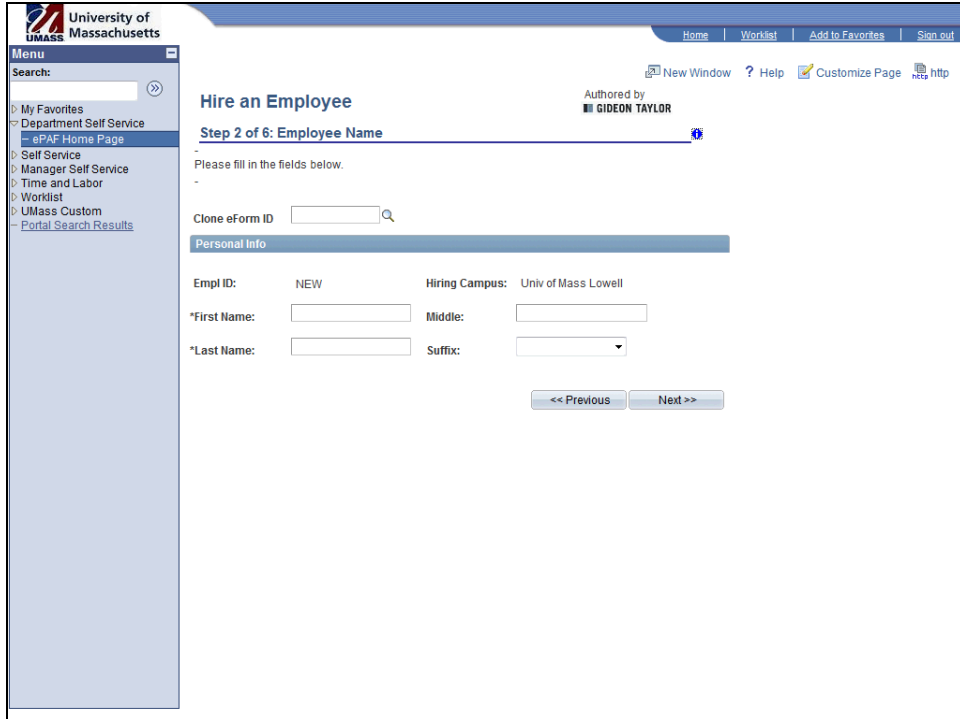 University of
Massachusetts
UMASS
Home | Worklist | Add to Favorites | Sign out
Menu
Search:
My Favorites
Department Self Service
– ePAF Home Page
Self Service
Manager Self Service
Time and Labor
Worklist
UMass Custom
– Portal Search Results
New Window ? Help Customize Page http
Hire an Employee
Authored by
GIDEON TAYLOR
Step 2 of 6: Employee Name
-
Please fill in the fields below.
-
Clone eForm ID
Personal Info
Empl ID: NEW Hiring Campus: Univ of Mass Lowell
*First Name: Middle:
*Last Name: Suffix:
<< Previous Next >>